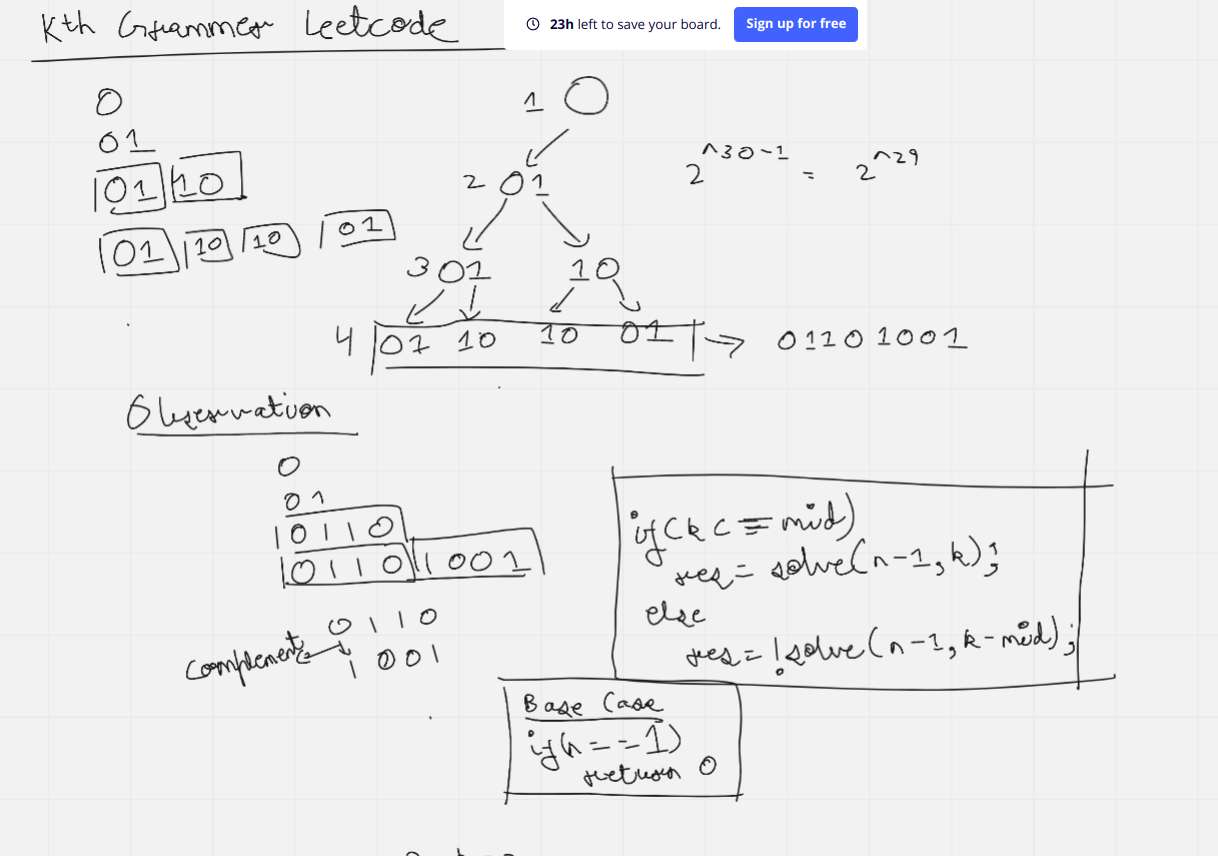 Kth Grammer Leetcode
23h left to save your board.
Sign up for free
0
01
01 10
01 10 10 01
1 0
2 01
3 01 10
4 01 10 10 01 → 01101001
2^30-1 = 2^29
Observation
0
01
0110
0110 1001
0110
complement
1001
if(k<=mid)
res = solve(n-1,k);
else
res = !solve(n-1,k-mid);
Base Case
if(n==1)
return 0